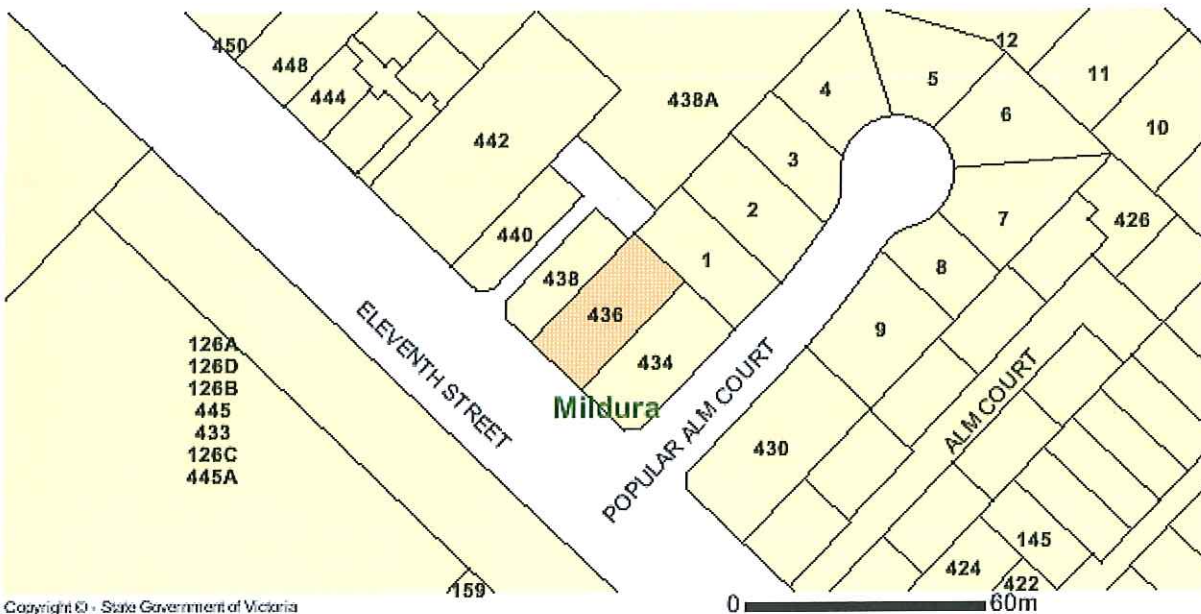 450
448
444
442
438A
4
5
12
11
6
10
3
2
440
438
1
7
426
8
436
9
434
ELEVENTH STREET
126A
126D
126B
445
433
126C
445A
Mildura
POPULAR ALM COURT
ALM COURT
430
145
424
422
159
Copyright © - State Government of Victoria
0 60m